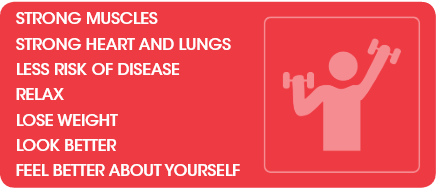 STRONG MUSCLES
STRONG HEART AND LUNGS
LESS RISK OF DISEASE
RELAX
LOSE WEIGHT
LOOK BETTER
FEEL BETTER ABOUT YOURSELF